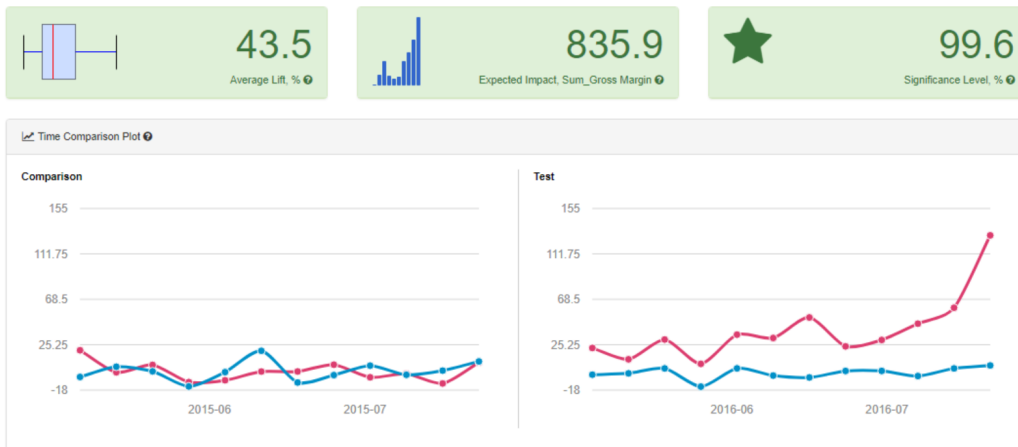 43.5
Average Lift, %
835.9
Expected Impact, Sum_Gross Margin
99.6
Significance Level, %
Time Comparison Plot
Comparison
155
111.75
68.5
25.25
-18
2015-06 2015-07
Test
155
111.75
68.5
25.25
-18
2016-06 2016-07